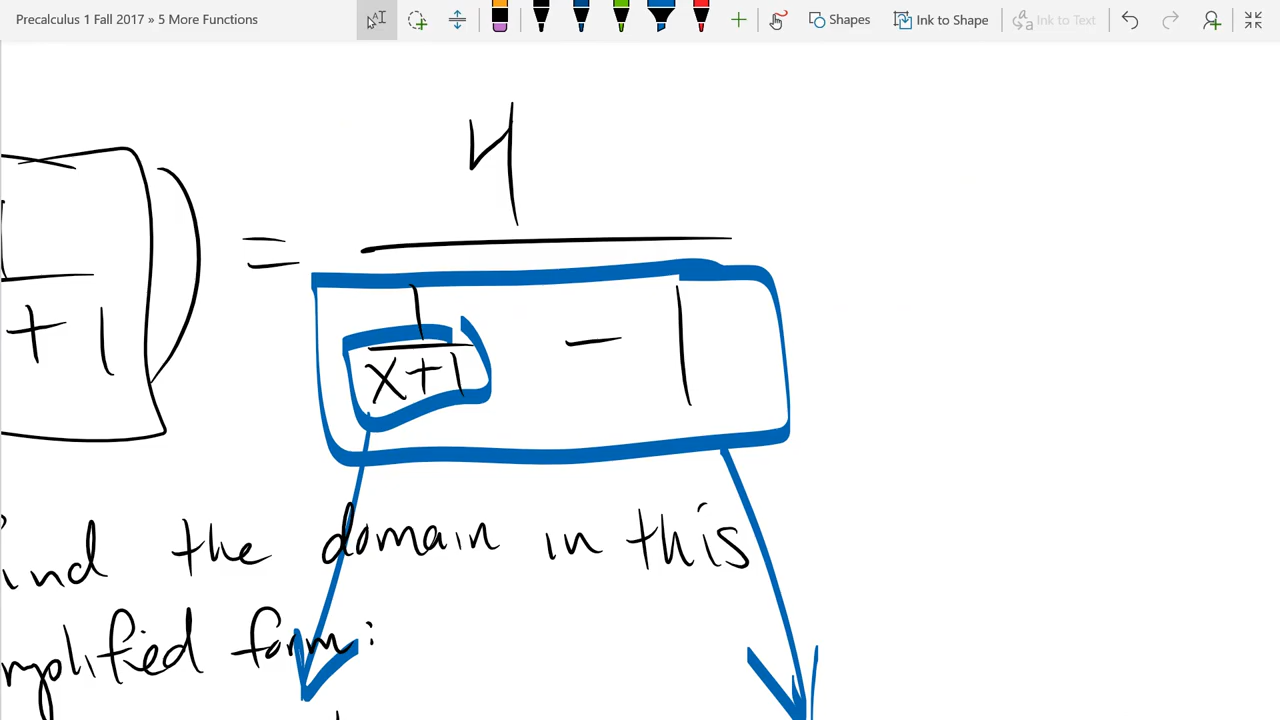 Precalculus 1 Fall 2017 » 5 More Functions
Shapes
Ink to Shape
Ink to Text
4
+ 1
) =
1
x+1
- 1
ind the domain in this
mplified form: